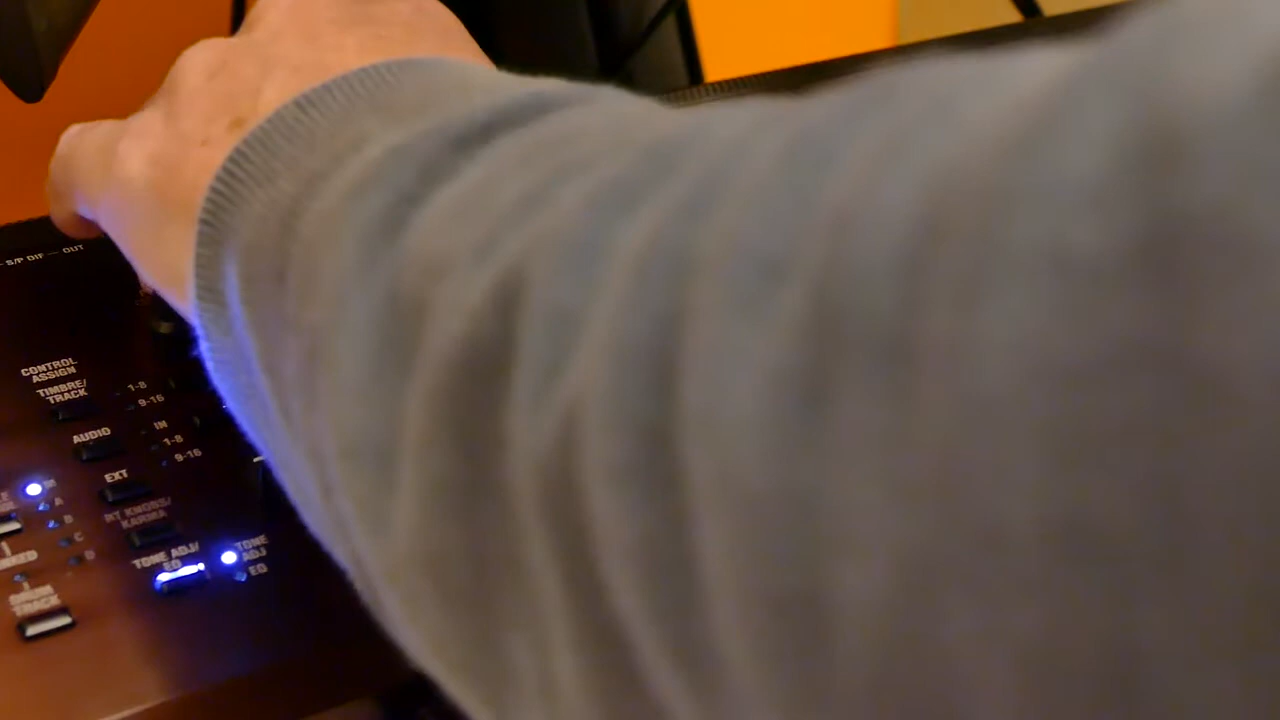 S/P DIF — OUT
CONTROL
ASSIGN
TIMBRE/
TRACK
1-8
9-16
AUDIO
IN
1-8
9-16
EXT
RT KNOBS/
KARMA
A
B
C
D
TONE ADJ/
EQ
TONE
ADJ
EQ
DRUM
TRACK